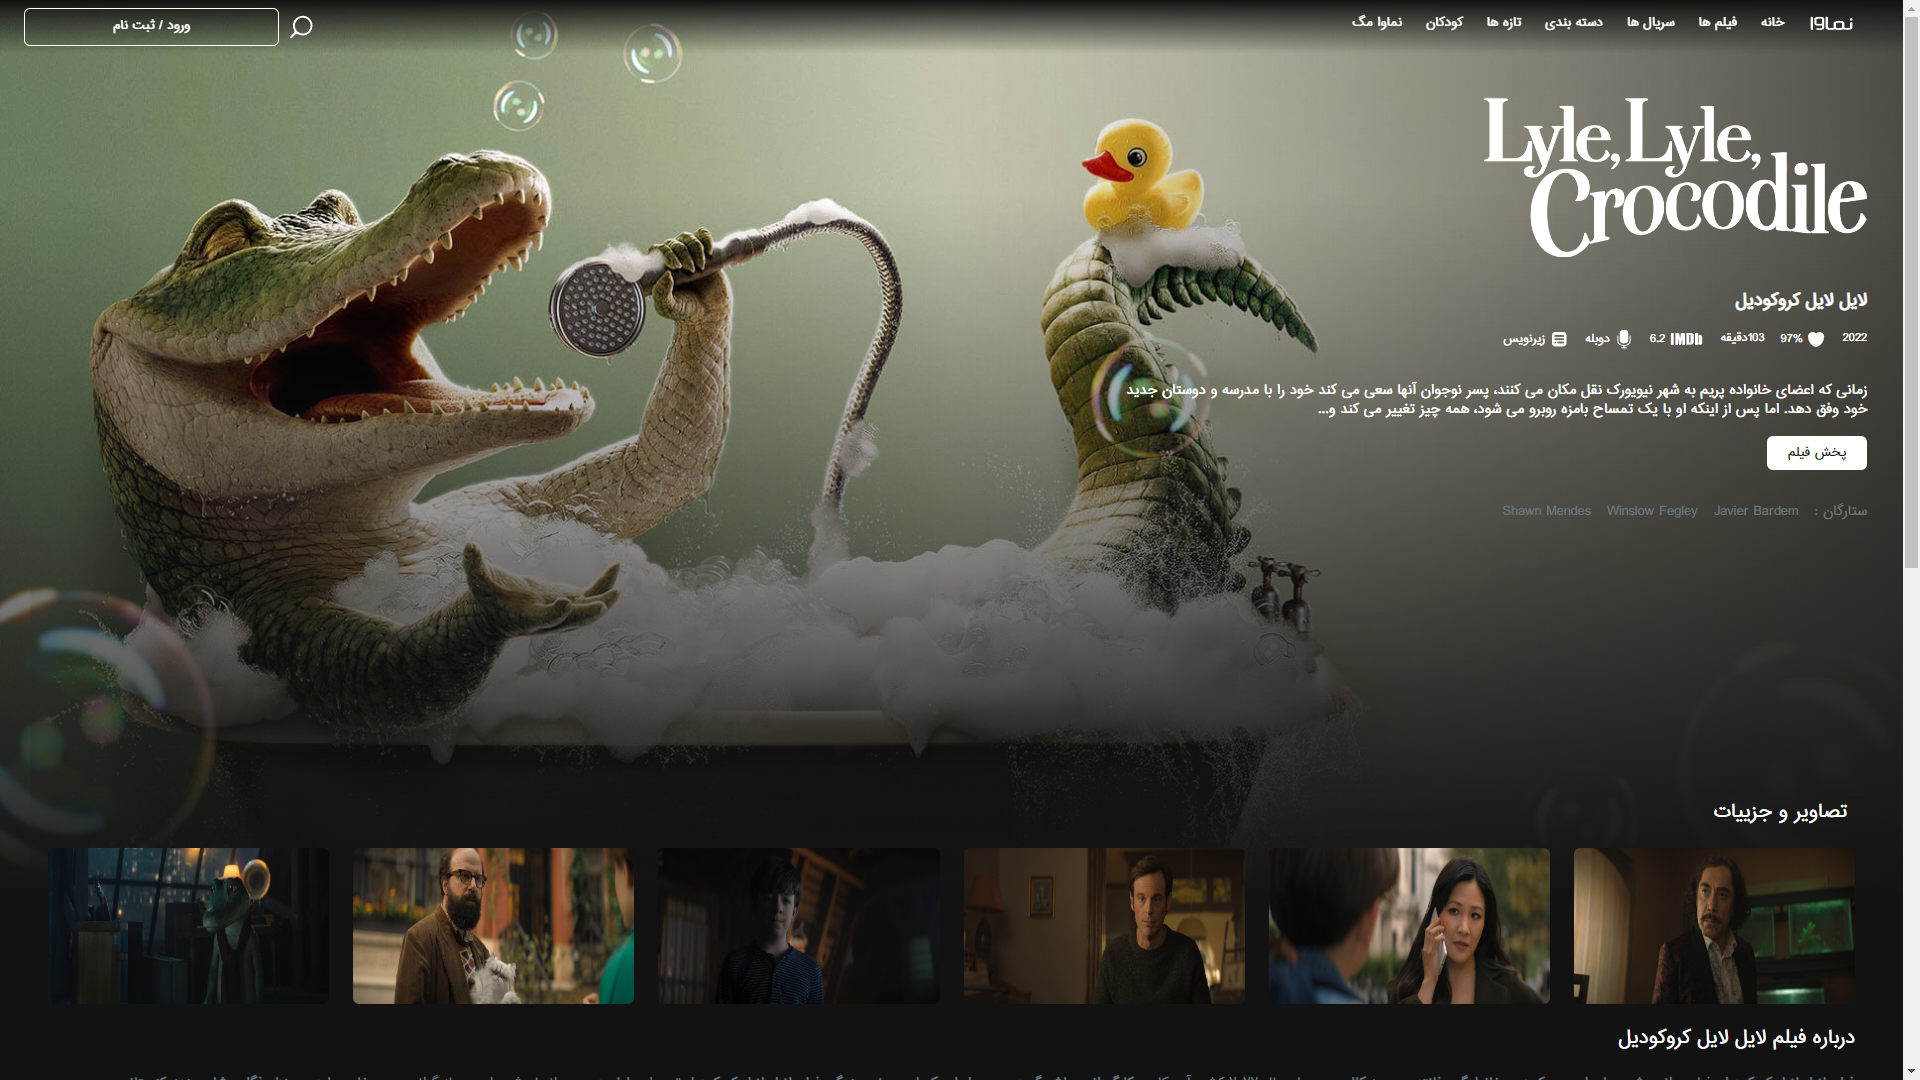 نماوا خانه فیلم ها سریال ها دسته بندی تازه ها کودکان نماوا مگ
ورود / ثبت نام
Lyle, Lyle,
Crocodile
لایل لایل کروکودیل
2022 97% 103دقیقه IMDb 6.2 دوبله زیرنویس
زمانی که اعضای خانواده پریم به شهر نیویورک نقل مکان می کنند، پسر نوجوان آنها سعی می کند خود را با مدرسه و دوستان جدید
خود وفق دهد. اما پس از اینکه او با یک تمساح بامزه روبرو می شود، همه چیز تغییر می کند و...
پخش فیلم
ستارگان : Javier Bardem Winslow Fegley Shawn Mendes
تصاویر و جزییات
درباره فیلم لایل لایل کروکودیل